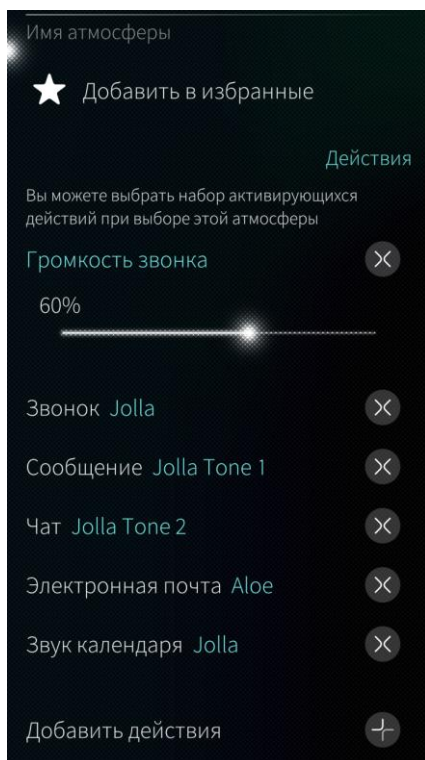 Имя атмосферы
Добавить в избранные
Действия
Вы можете выбрать набор активирующихся
действий при выборе этой атмосферы
Громкость звонка
60%
Звонок Jolla
Сообщение Jolla Tone 1
Чат Jolla Tone 2
Электронная почта Aloe
Звук календаря Jolla
Добавить действия